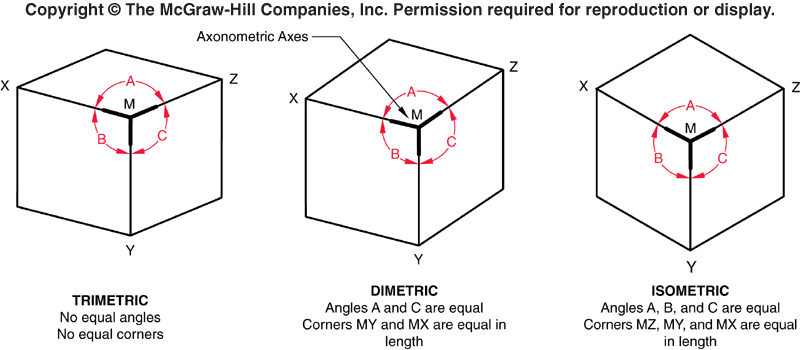 Copyright © The McGraw-Hill Companies, Inc. Permission required for reproduction or display.
Axonometric Axes
X
Z
A
M
B
C
Y
X
Z
A
M
B
C
Y
X
Z
A
M
B
C
Y
TRIMETRIC
No equal angles
No equal corners
DIMETRIC
Angles A and C are equal
Corners MY and MX are equal in
length
ISOMETRIC
Angles A, B, and C are equal
Corners MZ, MY, and MX are equal
in length